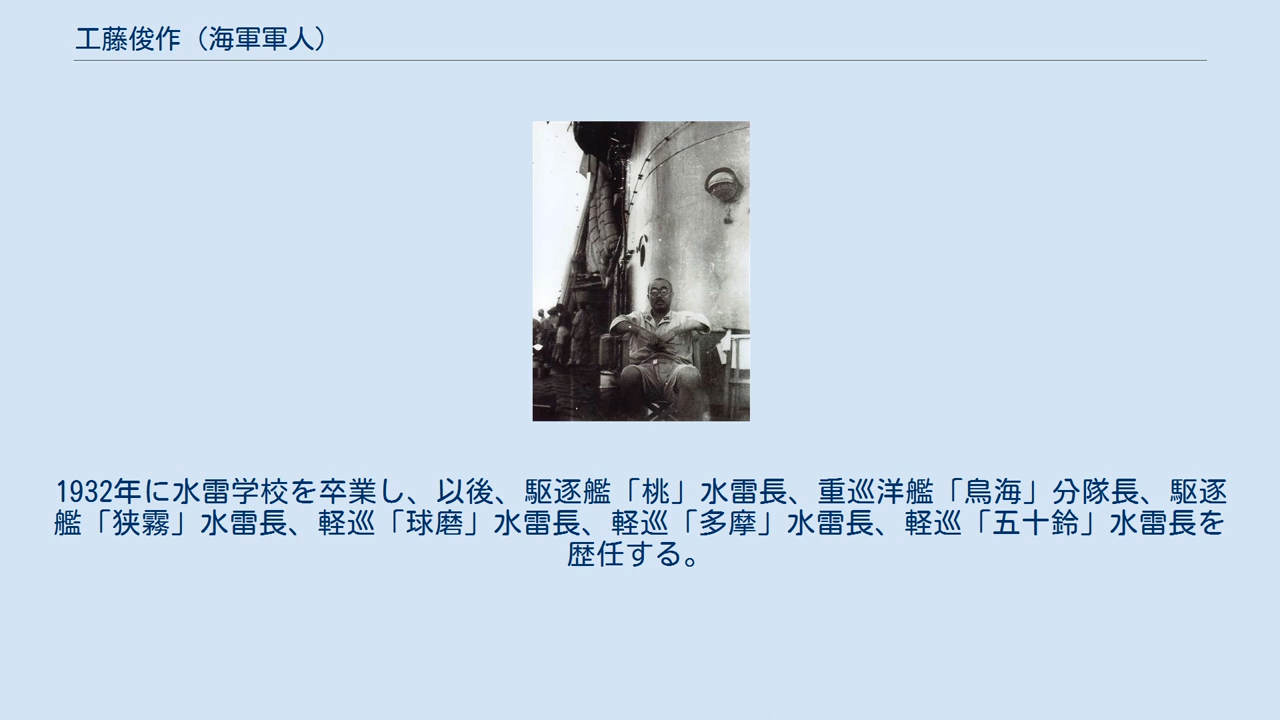 工藤俊作（海軍軍人）
1932年に水雷学校を卒業し、以後、駆逐艦「桃」水雷長、重巡洋艦「鳥海」分隊長、駆逐
艦「狭霧」水雷長、軽巡「球磨」水雷長、軽巡「多摩」水雷長、軽巡「五十鈴」水雷長を
歴任する。